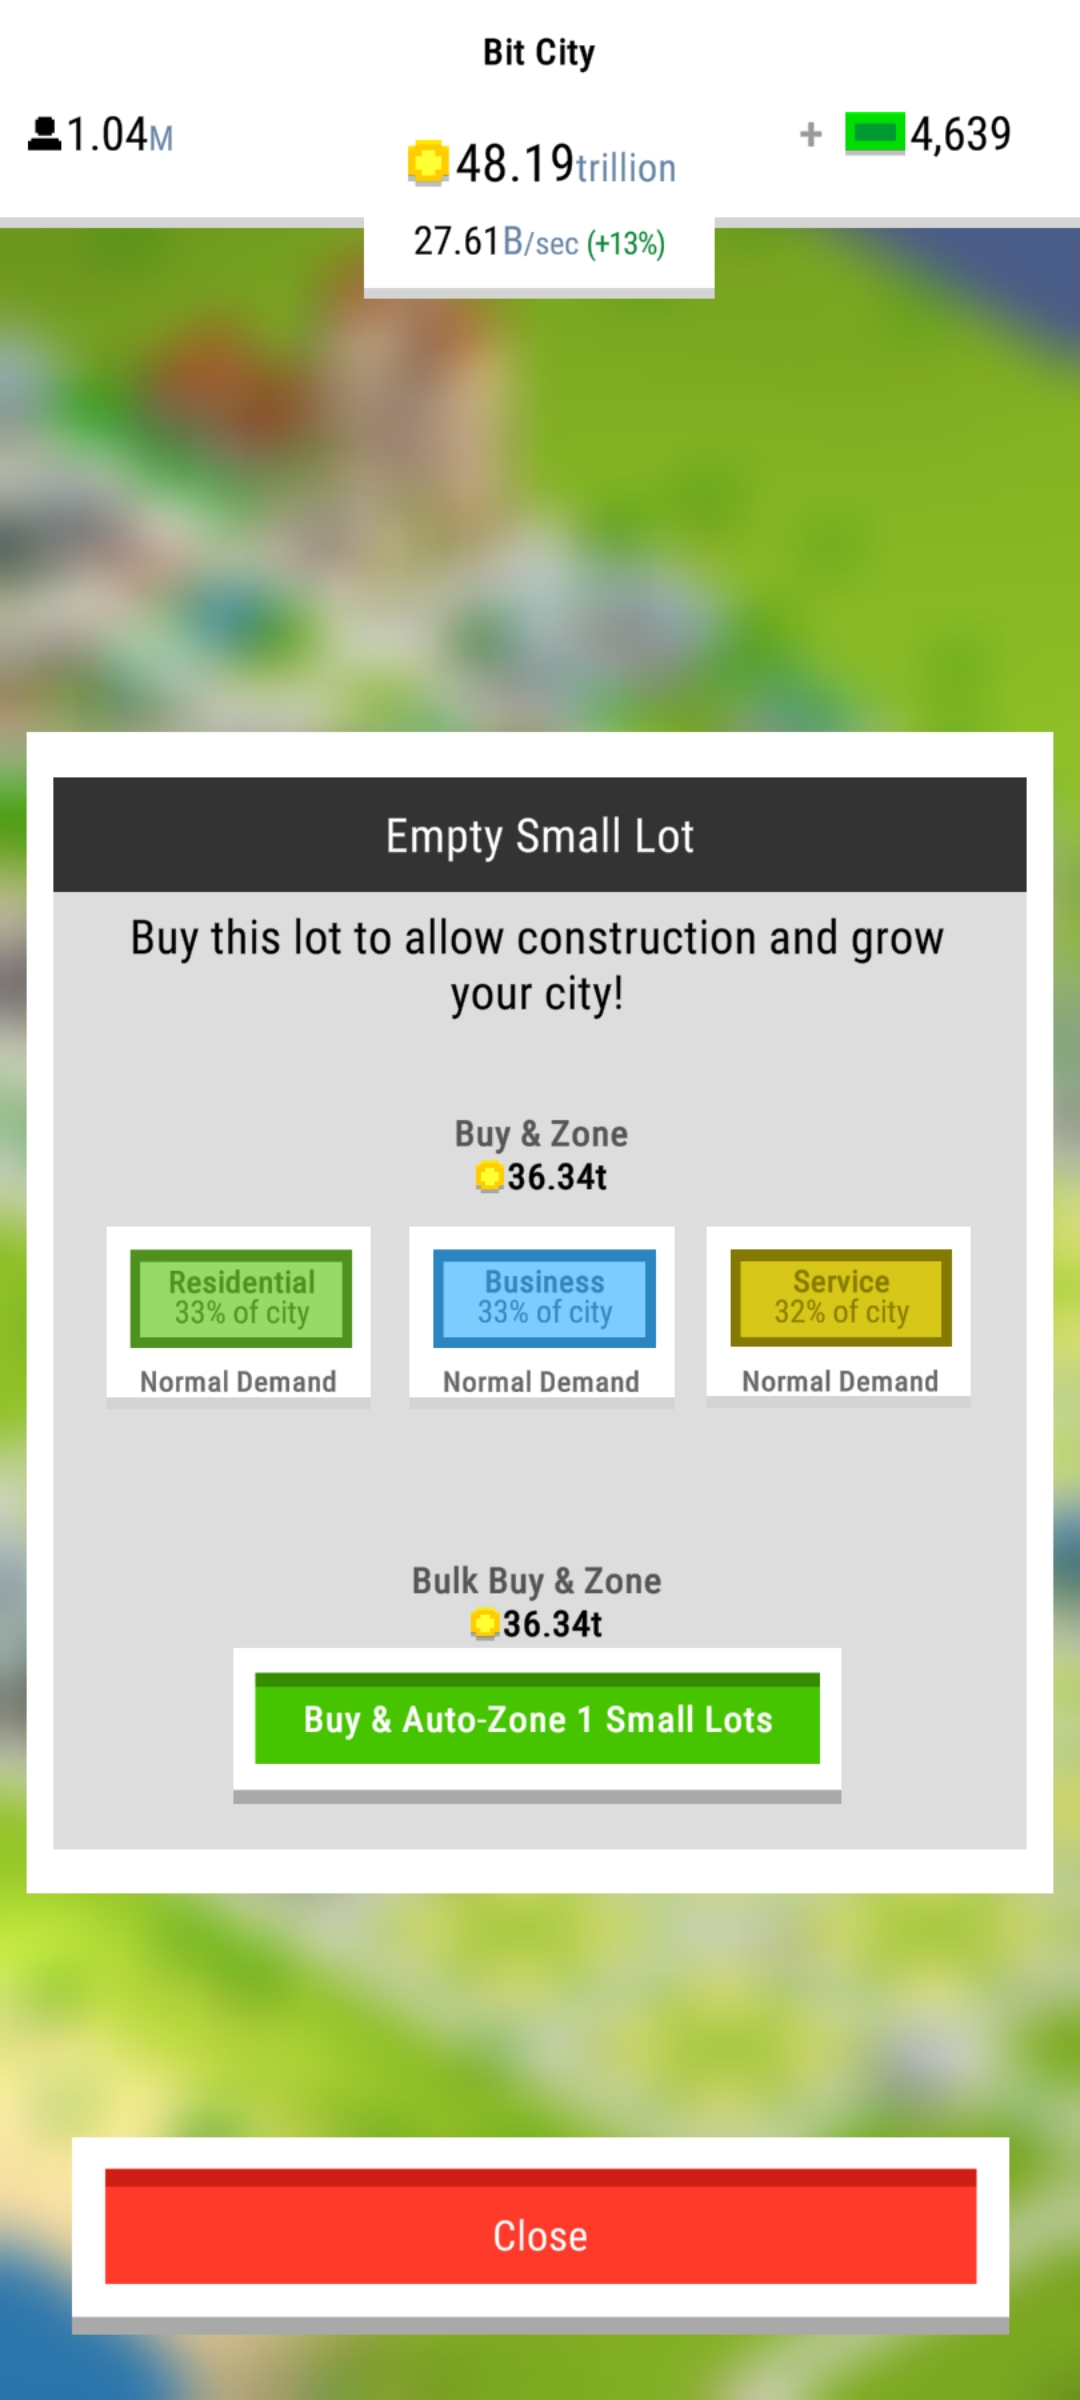 Bit City
1.04M
48.19trillion
+ 4,639
27.61B/sec (+13%)
Empty Small Lot
Buy this lot to allow construction and grow
your city!
Buy & Zone
36.34t
Residential
33% of city
Normal Demand
Business
33% of city
Normal Demand
Service
32% of city
Normal Demand
Bulk Buy & Zone
36.34t
Buy & Auto-Zone 1 Small Lots
Close